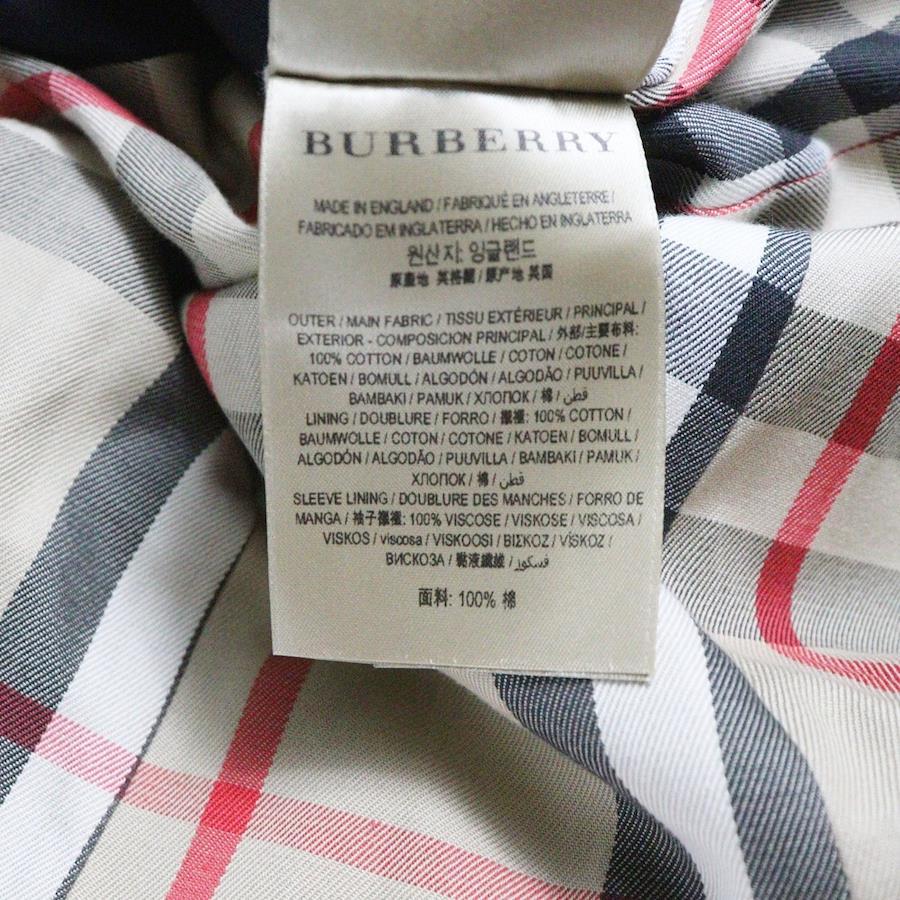 BURBERRY
MADE IN ENGLAND / FABRIQUÉ EN ANGLETERRE /
FABRICADO EM INGLATERRA / HECHO EN INGLATERRA
원산지: 잉글랜드
原產地 英格蘭 / 原产地 英国
OUTER / MAIN FABRIC / TISSU EXTÉRIEUR / PRINCIPAL /
EXTERIOR - COMPOSICION PRINCIPAL / 外部/主要布料:
100% COTTON / BAUMWOLLE / COTON / COTONE /
KATOEN / BOMULL / ALGODÓN / ALGODÃO / PUUVILLA /
BAMBAKI / PAMUK / ХЛОПОК / 棉 / قطن
LINING / DOUBLURE / FORRO / 襯裡: 100% COTTON /
BAUMWOLLE / COTON / COTONE / KATOEN / BOMULL /
ALGODÓN / ALGODÃO / PUUVILLA / BAMBAKI / PAMUK /
ХЛОПОК / 棉 / قطن
SLEEVE LINING / DOUBLURE DES MANCHES / FORRO DE
MANGA / 袖子襯裡: 100% VISCOSE / VISKOSE / VISCOSA /
VISKOS / viscosa / VISKOOSI / ΒΙΣΚΟΖ / VİSKOZ /
ВИСКОЗА / 黏液纖維 / فسكوز
面料: 100% 棉